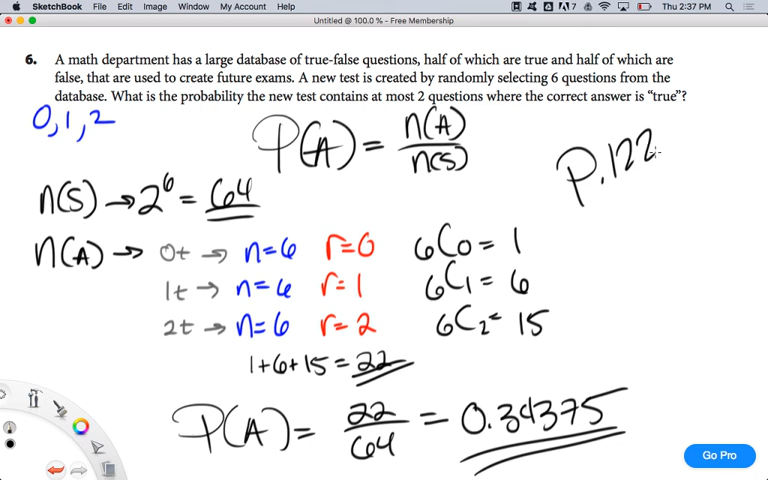 SketchBook File Edit Image Window My Account Help 7 Thu 2:37 PM
Untitled @ 100.0 % - Free Membership
6. A math department has a large database of true-false questions, half of which are true and half of which are
false, that are used to create future exams. A new test is created by randomly selecting 6 questions from the
database. What is the probability the new test contains at most 2 questions where the correct answer is “true”?
0,1,2
P(A) = n(A) / n(S)
P.122
n(S) → 2^6 = 64
n(A) → 0t → n=6 r=0 6C0 = 1
1t → n=6 r=1 6C1 = 6
2t → n=6 r=2 6C2 = 15
1+6+15=22
P(A) = 22/64 = 0.34375
Go Pro